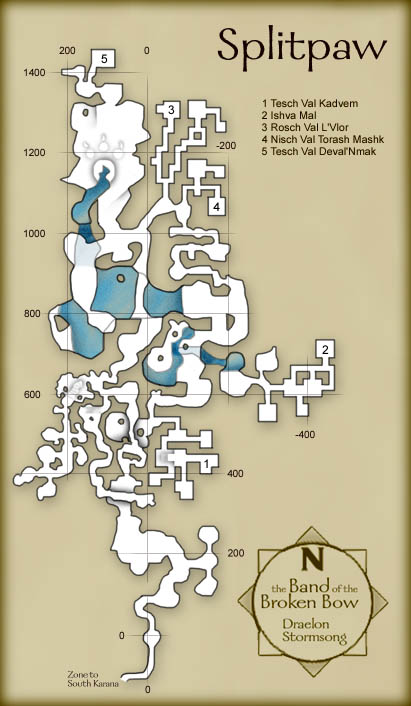 Splitpaw
1 Tesch Val Kadvem
2 Ishva Mal
3 Rosch Val L'Vlor
4 Nisch Val Torash Mashk
5 Tesch Val Deval'Nmak
200
0
5
1400
3
1200
-200
4
1000
800
2
600
-400
1
400
200
N
the Band of the
Broken Bow
Draelon
Stormsong
0
Zone to
South Karana
0